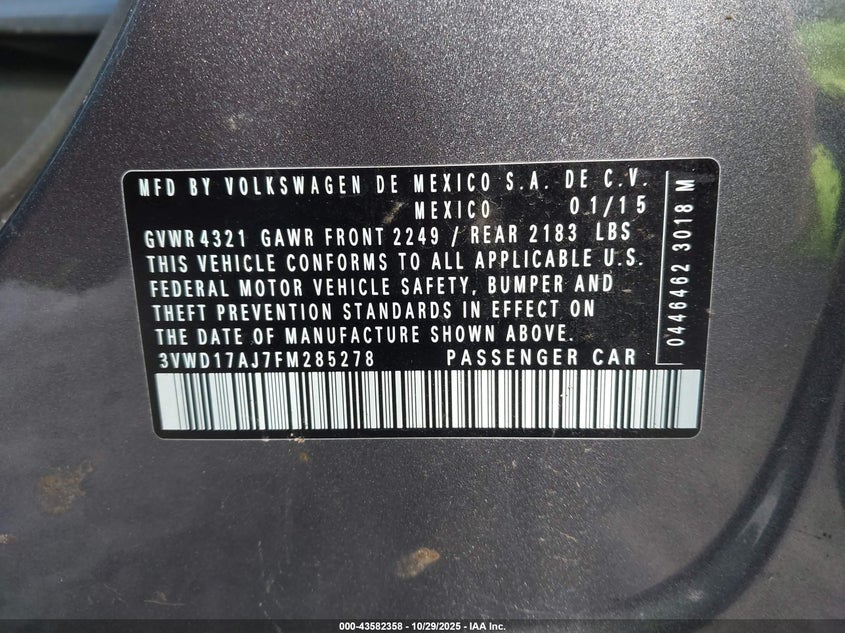 MFD BY VOLKSWAGEN DE MEXICO S.A. DE C.V.
MEXICO 01/15
GVWR 4321 GAWR FRONT 2249 / REAR 2183 LBS
THIS VEHICLE CONFORMS TO ALL APPLICABLE U.S.
FEDERAL MOTOR VEHICLE SAFETY, BUMPER AND
THEFT PREVENTION STANDARDS IN EFFECT ON
THE DATE OF MANUFACTURE SHOWN ABOVE.
3VWD17AJ7FM285278 PASSENGER CAR
0446462 3018 M
000-43582358 - 10/29/2025 - IAA Inc.